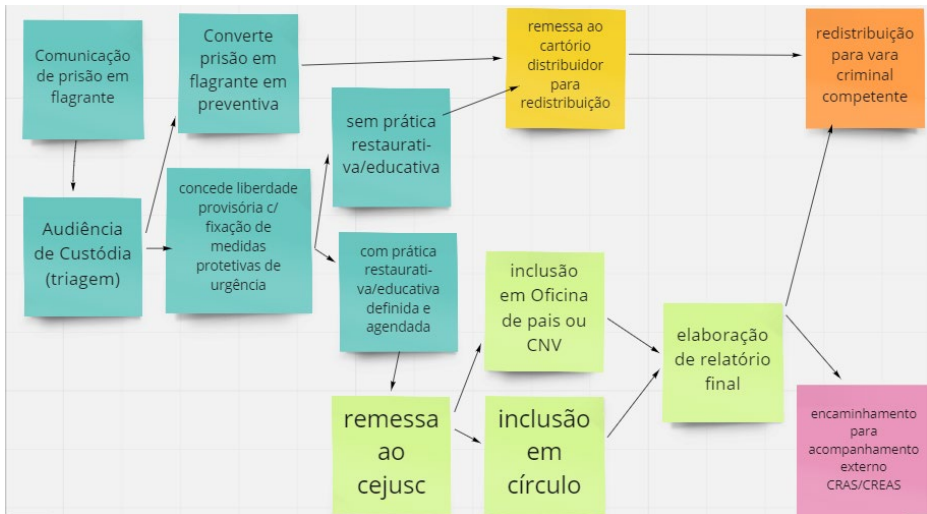 Comunicação
de prisão em
flagrante
Converte
prisão em
flagrante em
preventiva
remessa ao
cartório
distribuidor
para
redistribuição
redistribuição
para vara
criminal
competente
sem prática
restaurati-
va/educativa
Audiência
de Custódia
(triagem)
concede liberdade
provisória c/
fixação de
medidas
protetivas de
urgência
com prática
restaurati-
va/educativa
definida e
agendada
inclusão
em Oficina
de pais ou
CNV
elaboração
de relatório
final
remessa
ao
cejusc
inclusão
em
círculo
encaminhamento
para
acompanhamento
externo
CRAS/CREAS